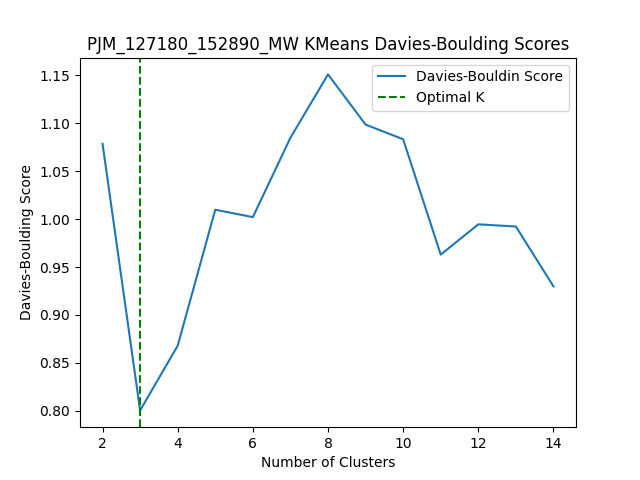 PJM_127180_152890_MW KMeans Davies-Boulding Scores
Davies-Bouldin Score
Optimal K
Davies-Boulding Score
1.15
1.10
1.05
1.00
0.95
0.90
0.85
0.80
2 4 6 8 10 12 14
Number of Clusters